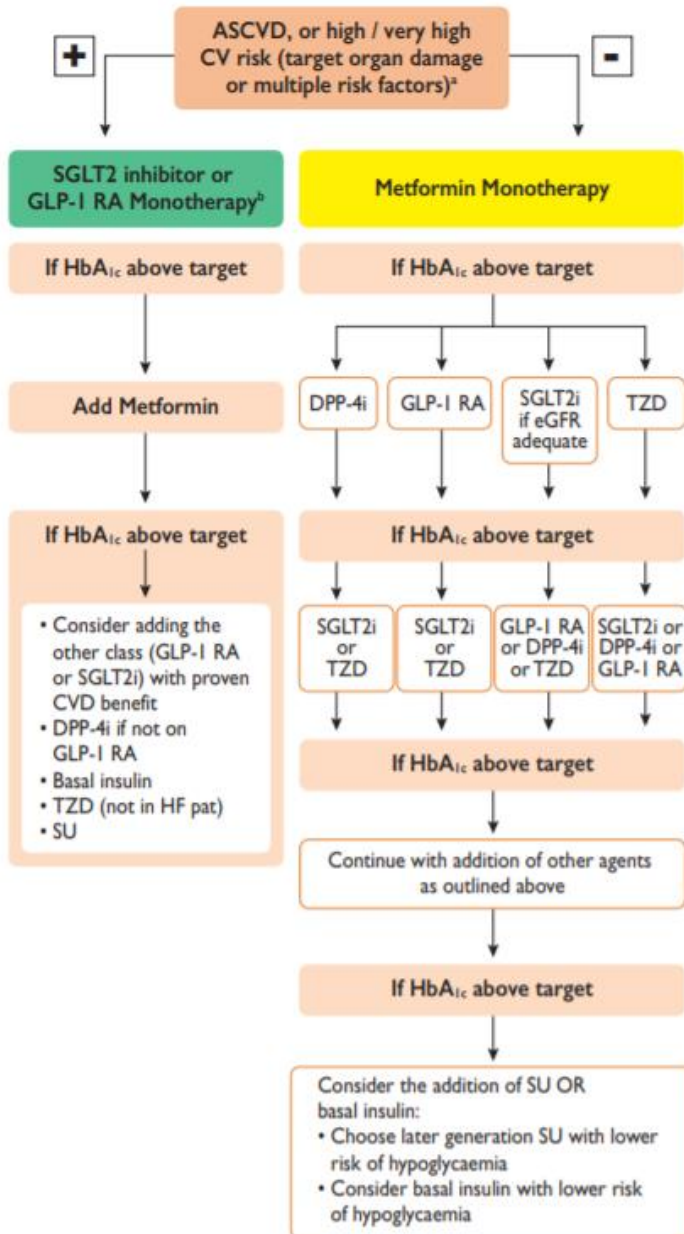 ASCVD, or high / very high
CV risk (target organ damage
or multiple risk factors)ᵃ
+
-
SGLT2 inhibitor or
GLP-1 RA Monotherapyᵇ
If HbA₁c above target
Add Metformin
If HbA₁c above target
• Consider adding the
other class (GLP-1 RA
or SGLT2i) with proven
CVD benefit
• DPP-4i if not on
GLP-1 RA
• Basal insulin
• TZD (not in HF pat)
• SU
Metformin Monotherapy
If HbA₁c above target
DPP-4i
GLP-1 RA
SGLT2i
if eGFR
adequate
TZD
If HbA₁c above target
SGLT2i
or
TZD
SGLT2i
or
TZD
GLP-1 RA
or DPP-4i
or TZD
SGLT2i or
DPP-4i or
GLP-1 RA
If HbA₁c above target
Continue with addition of other agents
as outlined above
If HbA₁c above target
Consider the addition of SU OR
basal insulin:
• Choose later generation SU with lower
risk of hypoglycaemia
• Consider basal insulin with lower risk
of hypoglycaemia